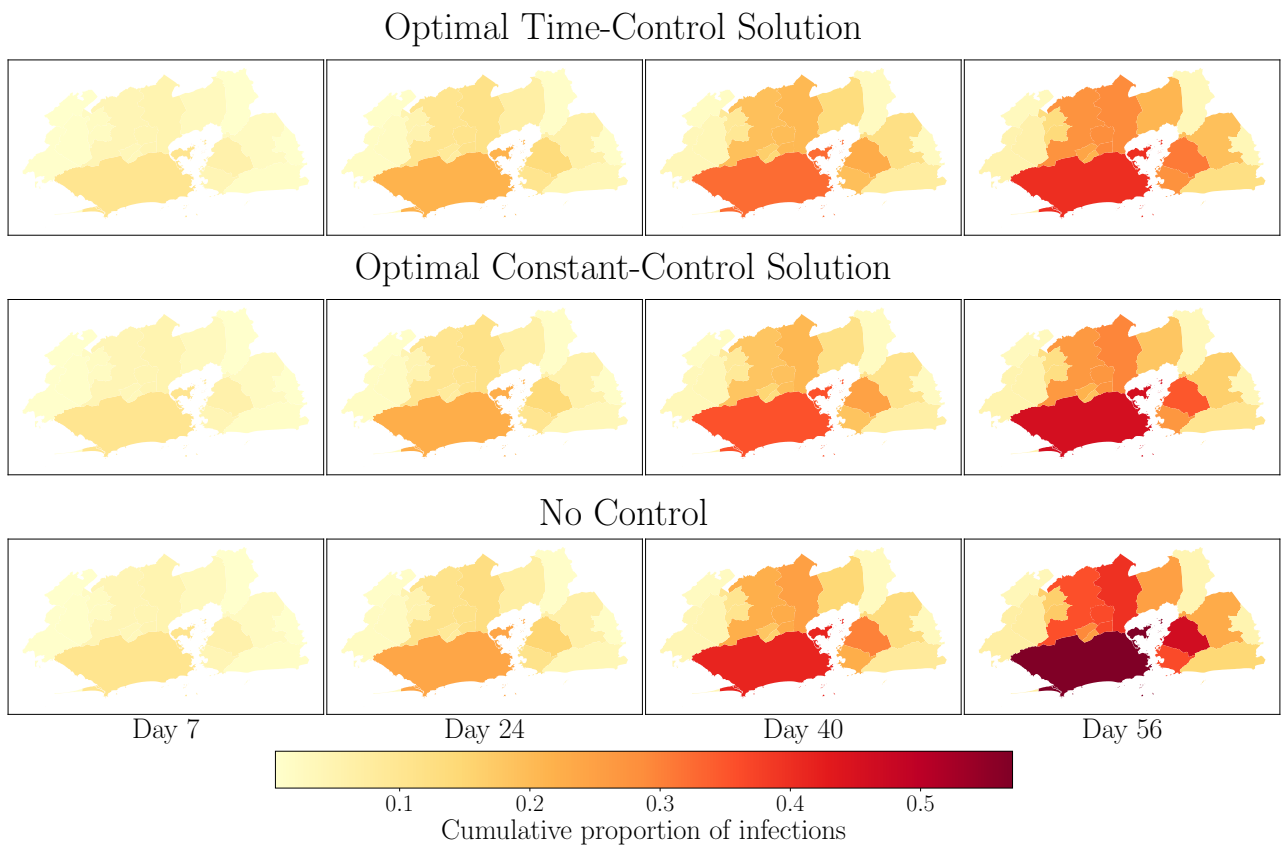 Optimal Time-Control Solution
Optimal Constant-Control Solution
No Control
Day 7
Day 24
Day 40
Day 56
0.1
0.2
0.3
0.4
0.5
Cumulative proportion of infections